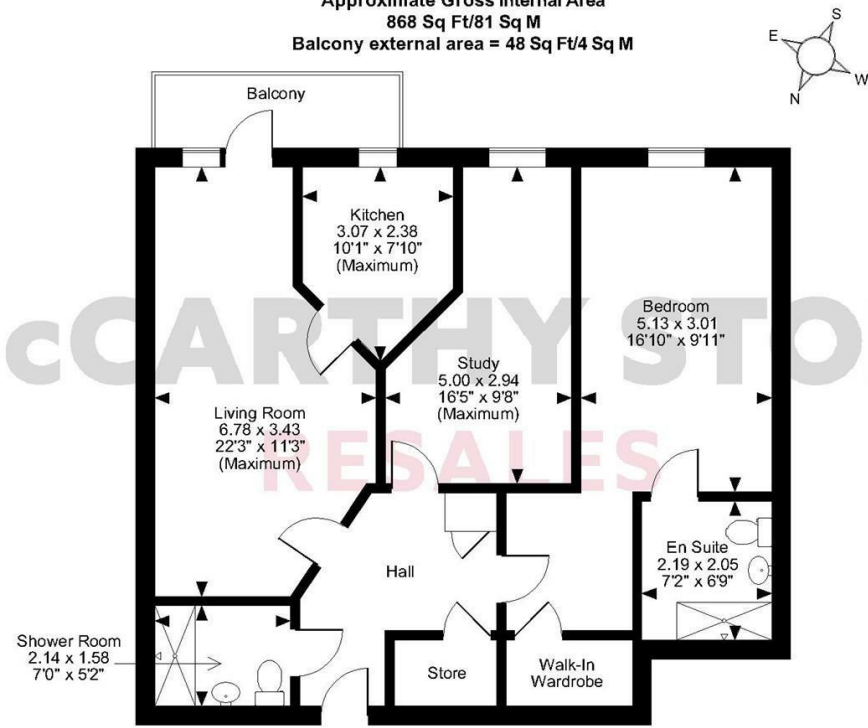 Approximate Gross Internal Area
868 Sq Ft/81 Sq M
Balcony external area = 48 Sq Ft/4 Sq M
S
E
W
N
Balcony
Kitchen
3.07 x 2.38
10'1" x 7'10"
(Maximum)
Bedroom
5.13 x 3.01
16'10" x 9'11"
cCARTHY STO
RESALES
Study
5.00 x 2.94
16'5" x 9'8"
(Maximum)
Living Room
6.78 x 3.43
22'3" x 11'3"
(Maximum)
Hall
En Suite
2.19 x 2.05
7'2" x 6'9"
Shower Room
2.14 x 1.58
7'0" x 5'2"
Store
Walk-In
Wardrobe